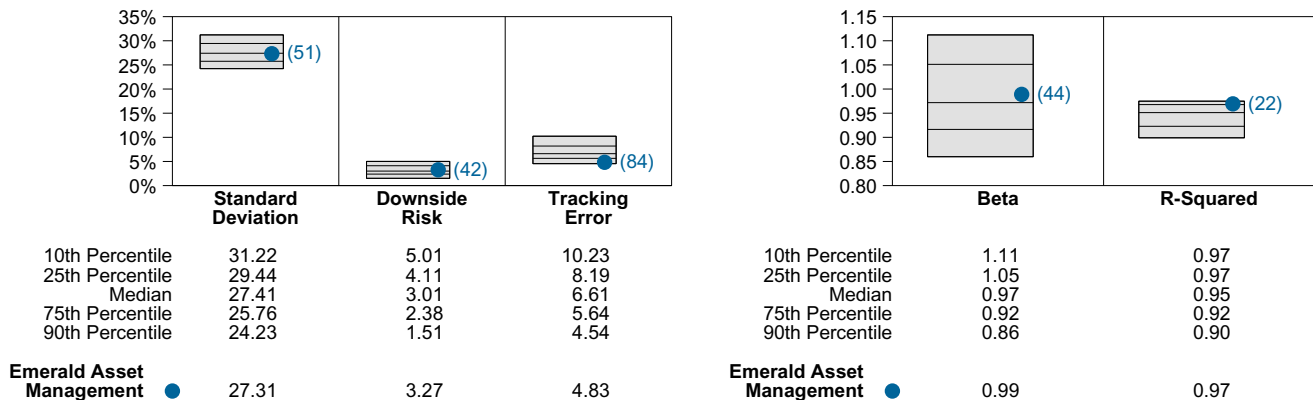 35%
30%
25%
20%
15%
10%
5%
0%
(51)
(42)
(84)
Standard Deviation
Downside Risk
Tracking Error
10th Percentile 31.22 5.01 10.23
25th Percentile 29.44 4.11 8.19
Median 27.41 3.01 6.61
75th Percentile 25.76 2.38 5.64
90th Percentile 24.23 1.51 4.54
Emerald Asset
Management 27.31 3.27 4.83
1.15
1.10
1.05
1.00
0.95
0.90
0.85
0.80
(44)
(22)
Beta R-Squared
10th Percentile 1.11 0.97
25th Percentile 1.05 0.97
Median 0.97 0.95
75th Percentile 0.92 0.92
90th Percentile 0.86 0.90
Emerald Asset
Management 0.99 0.97